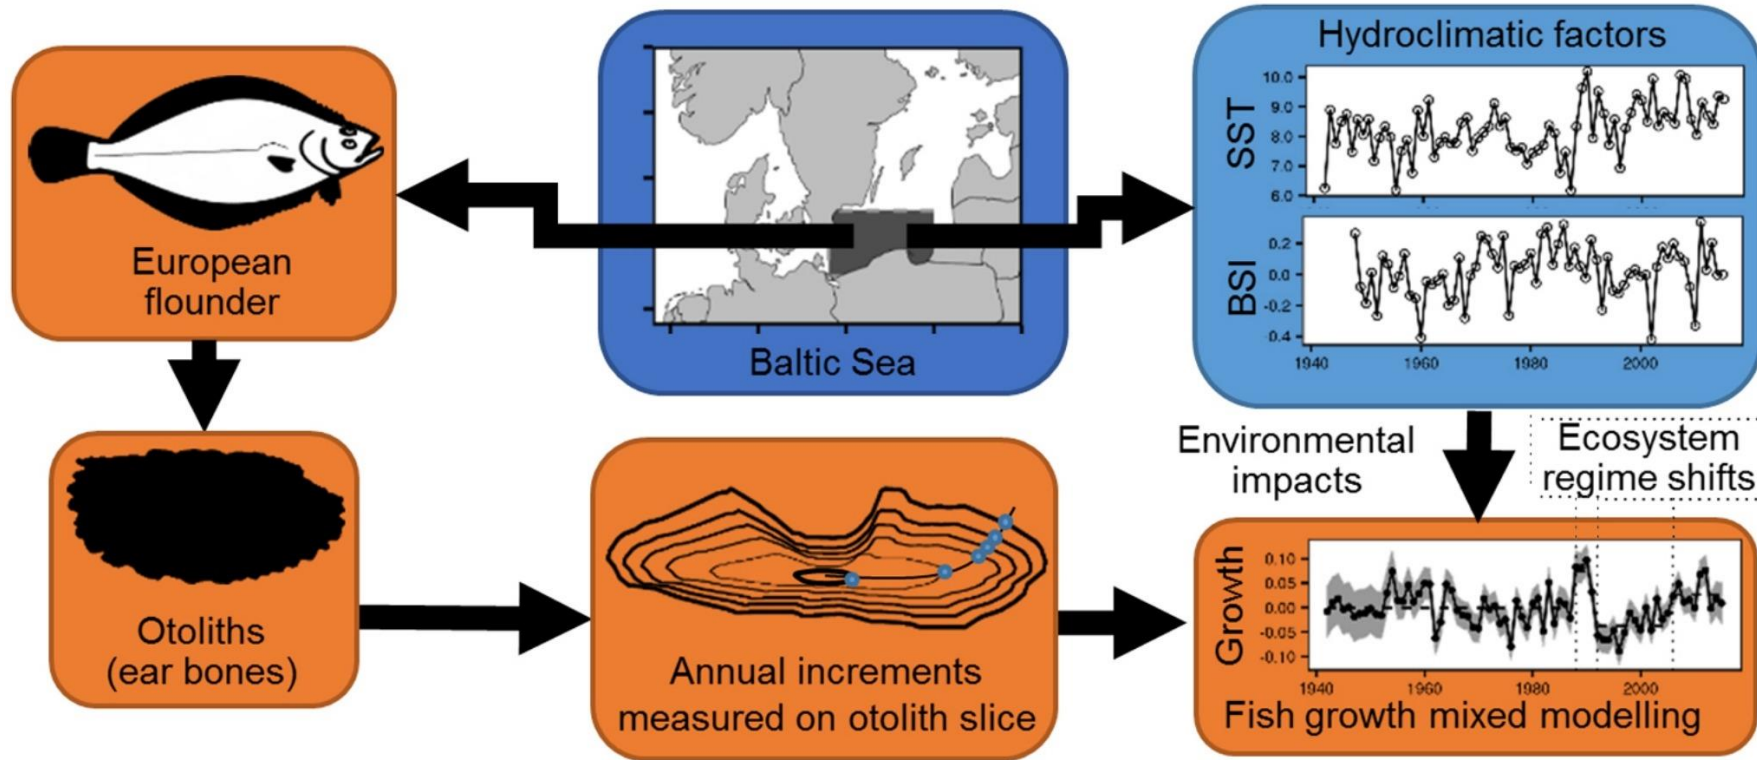 European
flounder
Baltic Sea
Hydroclimatic factors
SST
10.0
9.0
8.0
7.0
6.0
BSI
0.2
0.0
-0.2
0.4
1940 1960 1980 2000
Otoliths
(ear bones)
Annual increments
measured on otolith slice
Environmental
impacts
Ecosystem
regime shifts
Growth
0.10
0.05
0.00
-0.05
-0.10
1940 1960 1980 2000
Fish growth mixed modelling